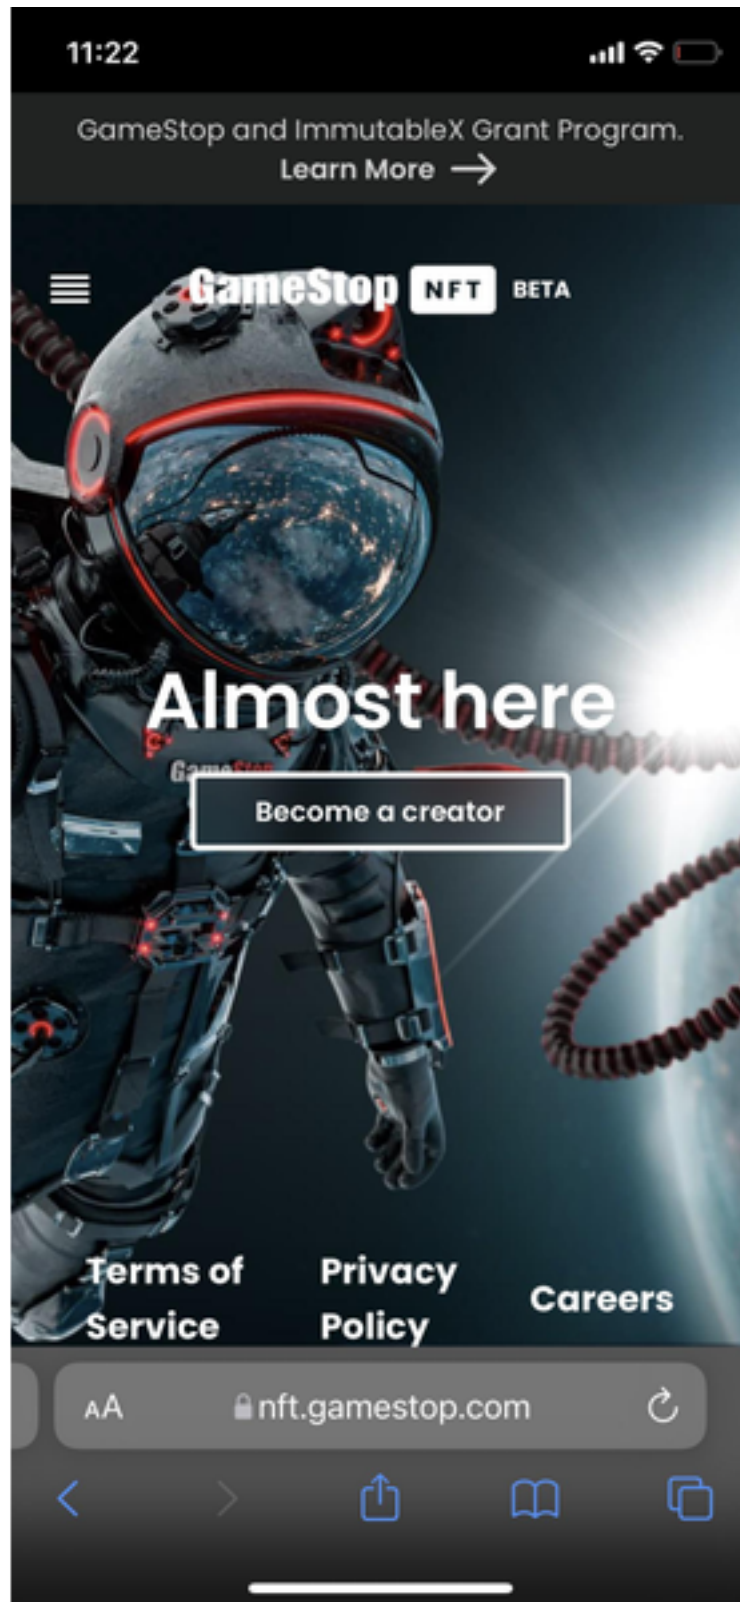 11:22
GameStop and ImmutableX Grant Program.
Learn More →
GameStop NFT BETA
Almost here
GameStop
Become a creator
Terms of Service
Privacy Policy
Careers
AA nft.gamestop.com